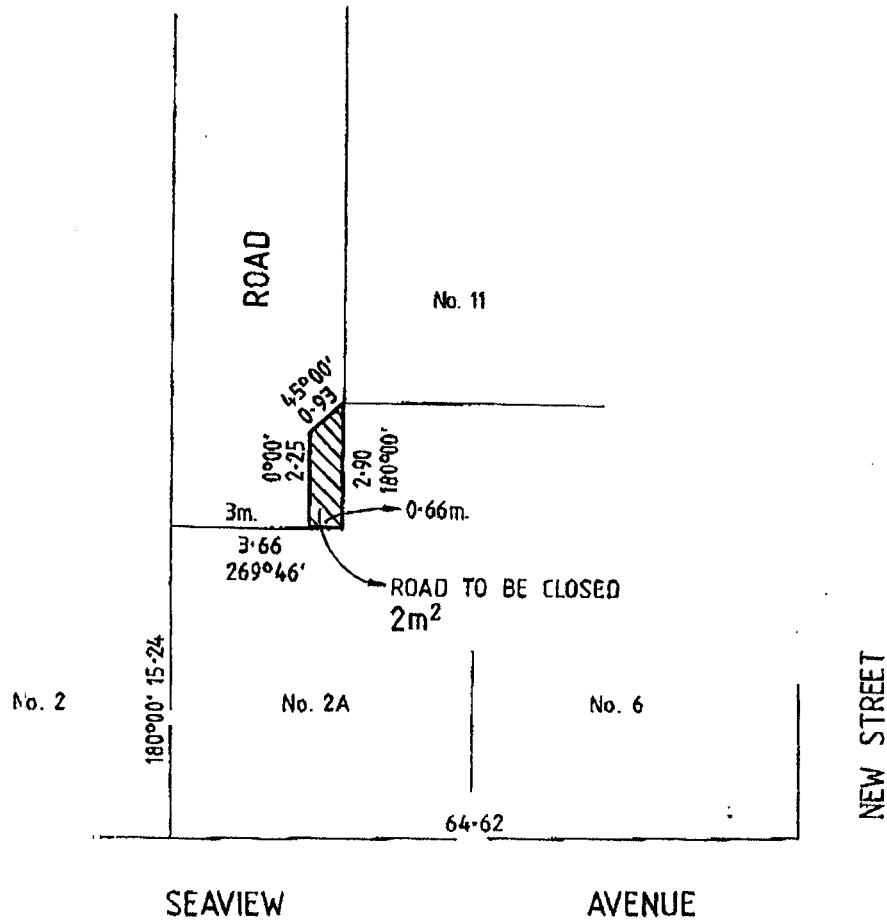 ROAD
No. 11
45°00'
0·93
0°00'
2·25
2·90
180°00'
3m.
0·66m.
3·66
269°46'
ROAD TO BE CLOSED
2m²
180°00' 15·24
No. 2
No. 2A
No. 6
NEW STREET
64·62
SEAVIEW AVENUE